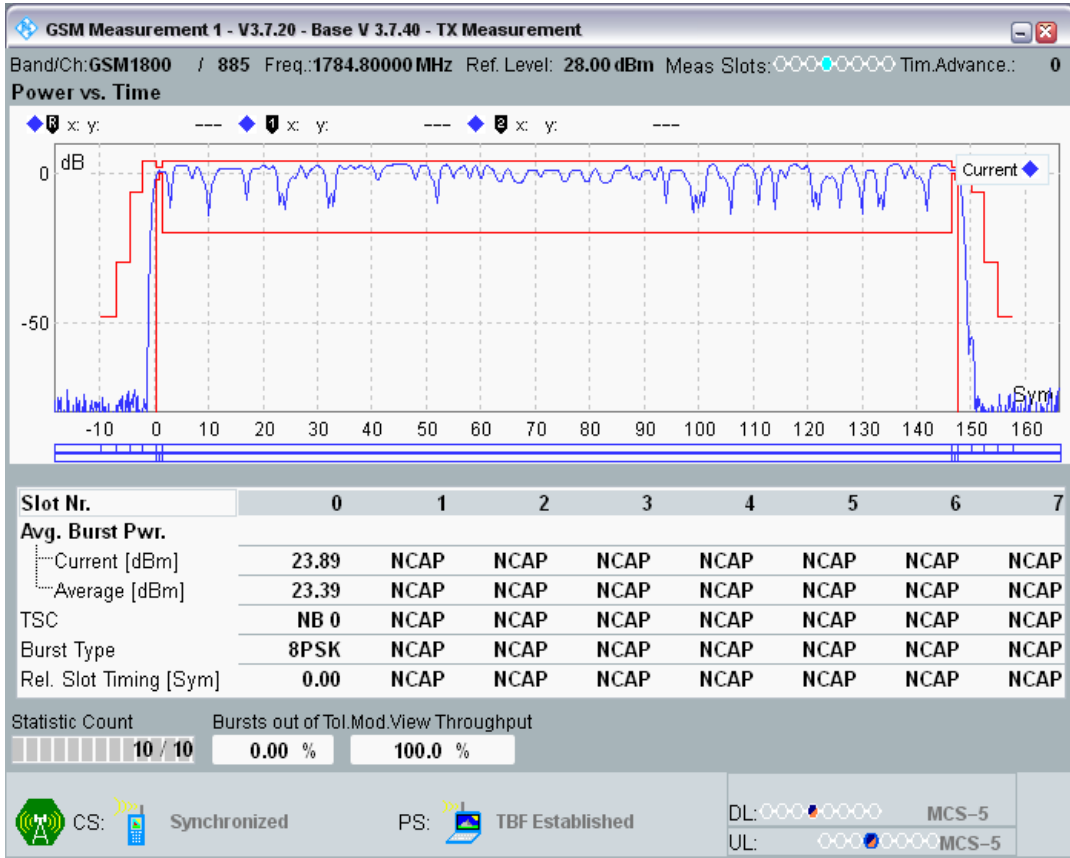 GSM Measurement 1 - V3.7.20 - Base V 3.7.40 - TX Measurement
Band/Ch:GSM1800 / 885 Freq.:1784.80000 MHz Ref. Level: 28.00 dBm Meas Slots: Tim.Advance.: 0
Power vs. Time
R x: y: --- 1 x: y: --- 2 x: y: ---
dB
0
Current
-50
Sym
-10 0 10 20 30 40 50 60 70 80 90 100 110 120 130 140 150 160
Slot Nr. 0 1 2 3 4 5 6 7
Avg. Burst Pwr.
Current [dBm] 23.89 NCAP NCAP NCAP NCAP NCAP NCAP NCAP
Average [dBm] 23.39 NCAP NCAP NCAP NCAP NCAP NCAP NCAP
TSC NB 0 NCAP NCAP NCAP NCAP NCAP NCAP NCAP
Burst Type 8PSK NCAP NCAP NCAP NCAP NCAP NCAP NCAP
Rel. Slot Timing [Sym] 0.00 NCAP NCAP NCAP NCAP NCAP NCAP NCAP
Statistic Count Bursts out of Tol.Mod.View Throughput
10 / 10 0.00 % 100.0 %
CS: Synchronized PS: TBF Established DL: MCS-5
UL: MCS-5